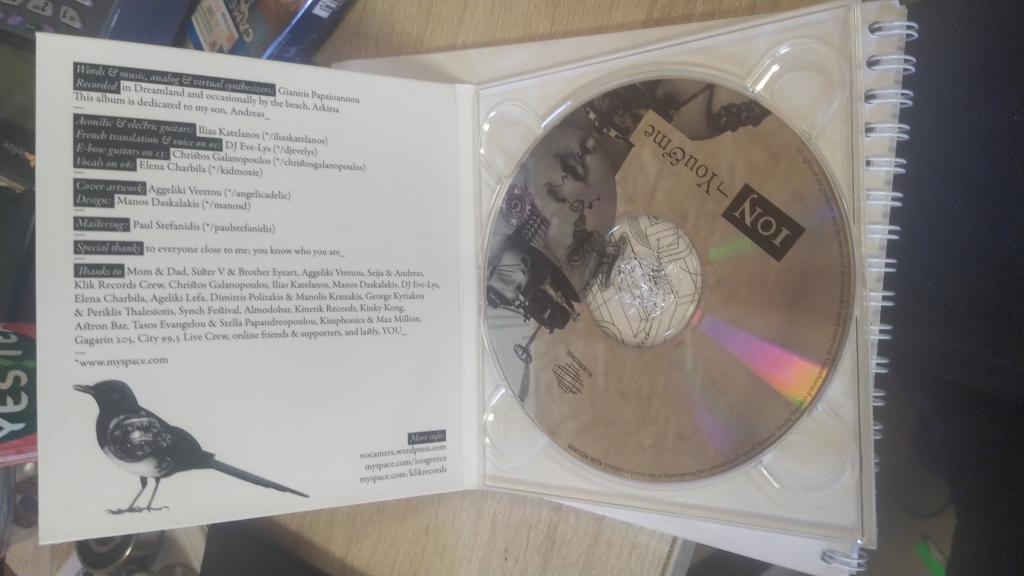 Words & music, analog & virtual synthesizers: Giannis Papaioannou
Recorded in Dreamland and occasionally by the beach, Arkitsa
This album is dedicated to my son, Andreas_
Acoustic & electric guitars: Ilias Katelanos (*/iliaskatelanos)
French translation & voice on 01: DJ Eve-Lys (*/djevelys)
E-bow guitars on 13: Christos Galanopoulos (*/christosgalanopoulos)
Vocals on 06: Elena Charbila (*/kidmoxie)
Cover artwork: Aggeliki Vrettou (*/angelicadelic)
Design: Manos Daskalakis (*/manosd)
Mastering: Paul Stefanidis (*/paulstefanidis)
Special thanks to everyone close to me; you know who you are_
Thanks to Mom & Dad, Sister V & Brother Eyeart, Aggeliki Vrettou, Seija & Andreas,
Klik Records Crew, Christos Galanopoulos, Ilias Katelanos, Manos Daskalakis, DJ Eve-Lys,
Elena Charbila, Ageliki Lefa, Dimitris Politakis & Manolis Kranakis, George Kyriakou
& Periklis Thalesiotis, Synch Festival, Almodobar, Kinetik Records, Kinky Kong,
Astron Bar, Tasos Evangelou & Stella Papandreopoulou, Kitephonics & Max Million,
Gagarin 205, City 99,5 Live Crew, online friends & supporters, and lastly, YOU_
*www.myspace.com
More info:
nocamera.wordpress.com
myspace.com/iongreece
myspace.com/klikrecords
ION
¬You&me
KLIK RECORDS
YES